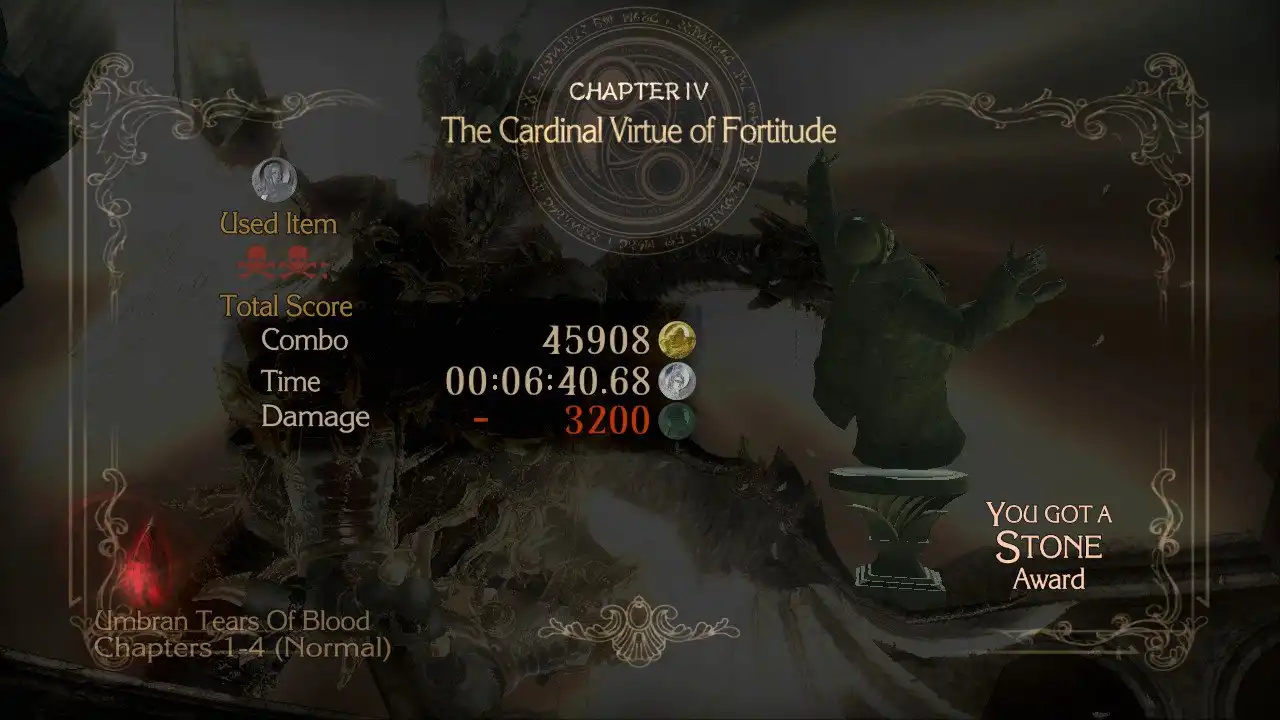 CHAPTER IV
The Cardinal Virtue of Fortitude
Used Item
Total Score
Combo 45908
Time 00:06:40.68
Damage - 3200
YOU GOT A
STONE
Award
Umbran Tears Of Blood
Chapters 1-4 (Normal)